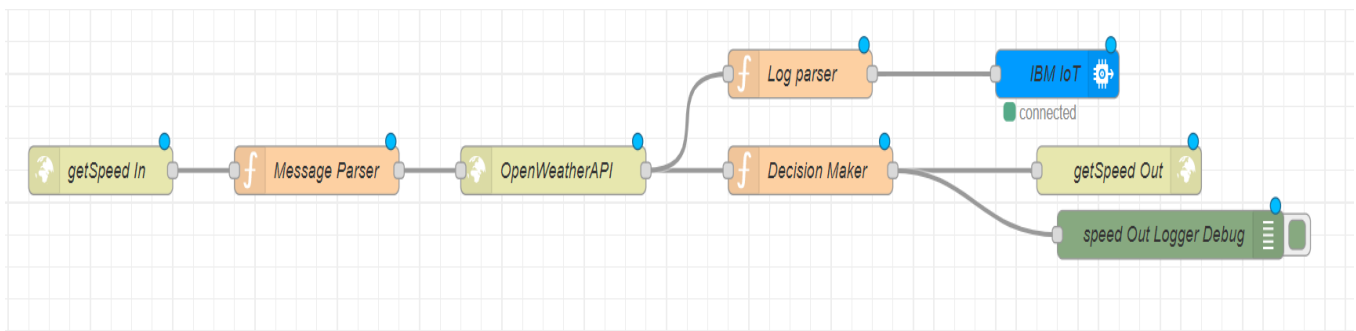 Log parser
IBM IoT
connected
getSpeed In
Message Parser
OpenWeatherAPI
Decision Maker
getSpeed Out
speed Out Logger Debug